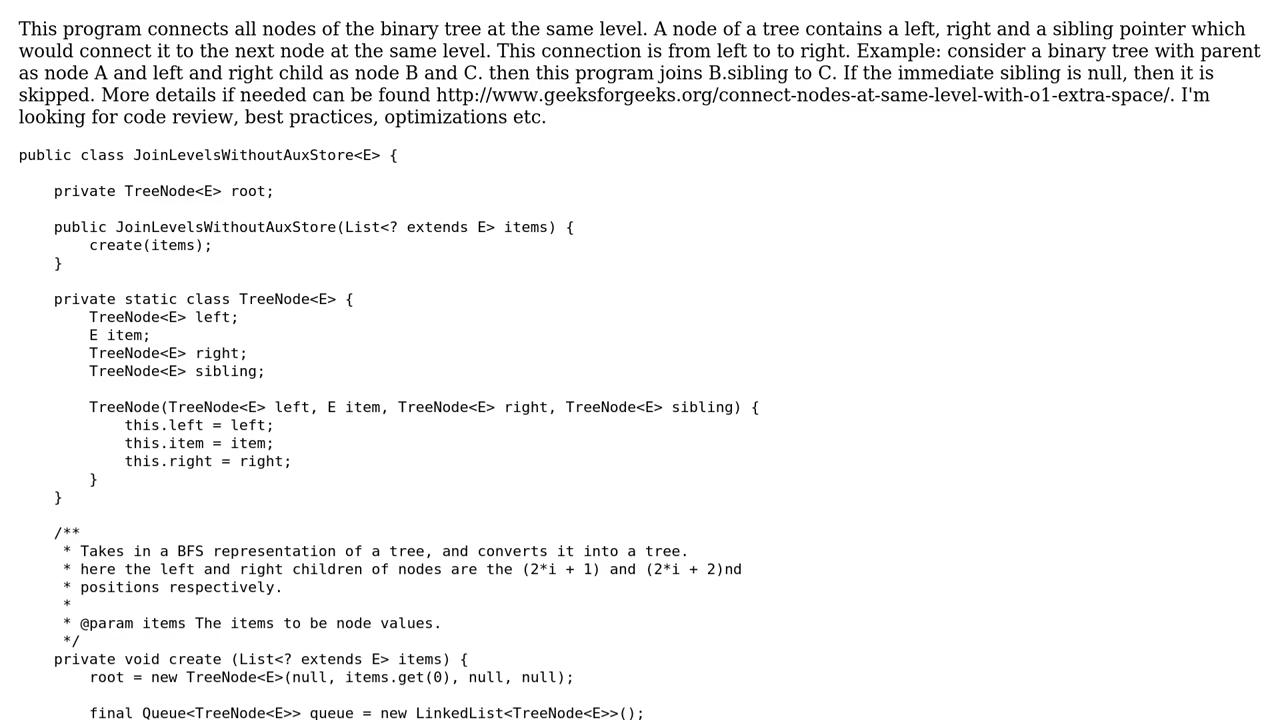 This program connects all nodes of the binary tree at the same level. A node of a tree contains a left, right and a sibling pointer which
would connect it to the next node at the same level. This connection is from left to to right. Example: consider a binary tree with parent
as node A and left and right child as node B and C. then this program joins B.sibling to C. If the immediate sibling is null, then it is
skipped. More details if needed can be found http://www.geeksforgeeks.org/connect-nodes-at-same-level-with-o1-extra-space/. I'm
looking for code review, best practices, optimizations etc.
public class JoinLevelsWithoutAuxStore<E> {
private TreeNode<E> root;
public JoinLevelsWithoutAuxStore(List<? extends E> items) {
create(items);
}
private static class TreeNode<E> {
TreeNode<E> left;
E item;
TreeNode<E> right;
TreeNode<E> sibling;
TreeNode(TreeNode<E> left, E item, TreeNode<E> right, TreeNode<E> sibling) {
this.left = left;
this.item = item;
this.right = right;
}
}
/**
* Takes in a BFS representation of a tree, and converts it into a tree.
* here the left and right children of nodes are the (2*i + 1) and (2*i + 2)nd
* positions respectively.
*
* @param items The items to be node values.
*/
private void create (List<? extends E> items) {
root = new TreeNode<E>(null, items.get(0), null, null);
final Queue<TreeNode<E>> queue = new LinkedList<TreeNode<E>>();